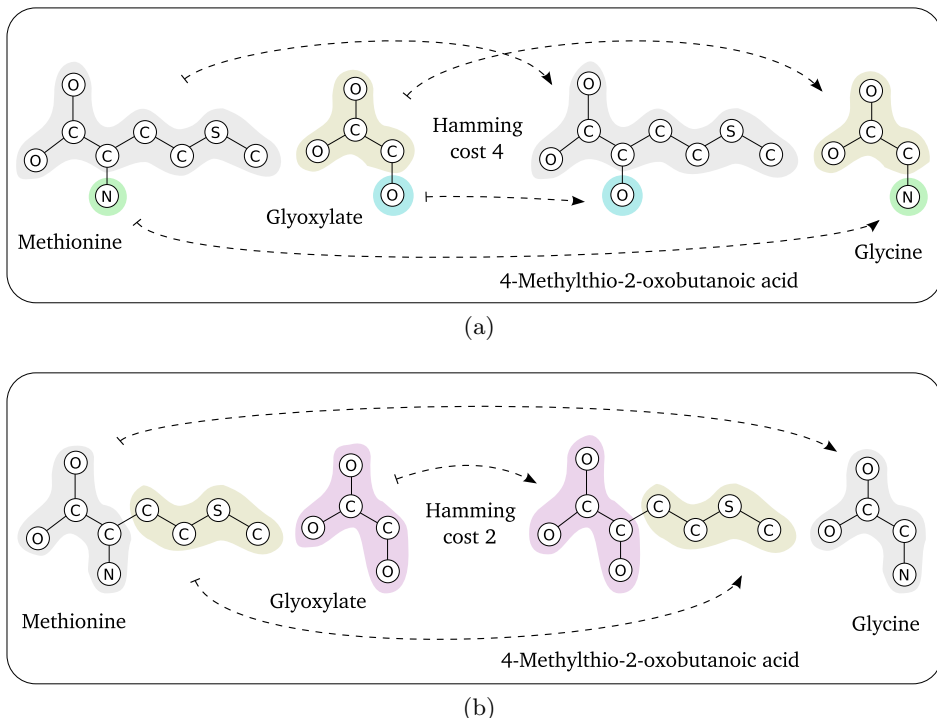 O
O
C
C
N
C
C
S
C
Methionine
O
O
C
C
O
Glyoxylate
Hamming
cost 4
O
O
C
C
O
C
C
S
C
4-Methylthio-2-oxobutanoic acid
O
O
C
C
N
Glycine
(a)
O
O
C
C
N
C
C
S
C
Methionine
O
O
C
C
O
Glyoxylate
Hamming
cost 2
O
O
C
C
O
C
C
S
C
4-Methylthio-2-oxobutanoic acid
O
O
C
C
N
Glycine
(b)